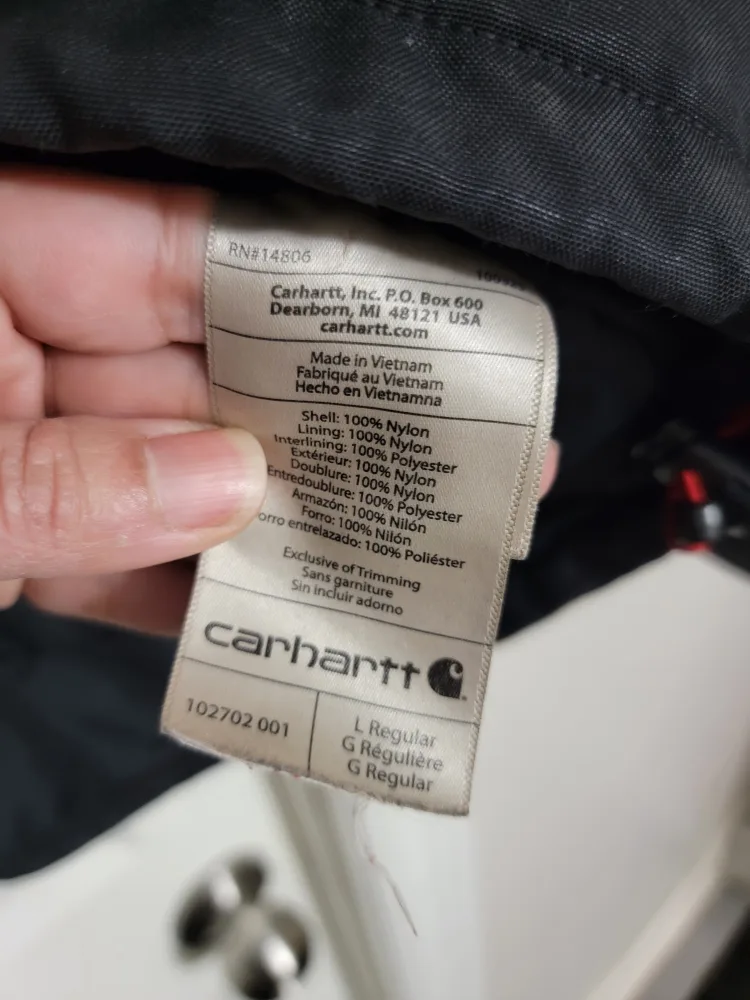 RN#14806
Carhartt, Inc. P.O. Box 600
Dearborn, MI 48121 USA
carhartt.com
Made in Vietnam
Fabriqué au Vietnam
Hecho en Vietnamna
Shell: 100% Nylon
Lining: 100% Nylon
Interlining: 100% Polyester
Extérieur: 100% Nylon
Doublure: 100% Nylon
Entredoublure: 100% Polyester
Armazón: 100% Nilón
Forro: 100% Nilón
orro entrelazado: 100% Poliéster
Exclusive of Trimming
Sans garniture
Sin incluir adorno
carhartt
102702 001
L Regular
G Régulière
G Regular